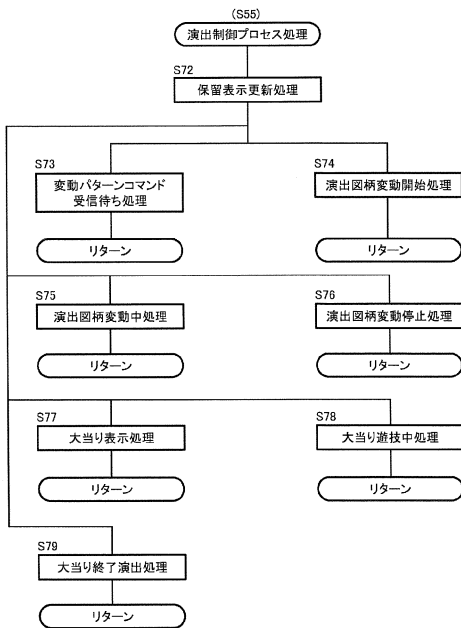 (S55)
演出制御プロセス処理
S72
保留表示更新処理
S73
変動パターンコマンド
受信待ち処理
リターン
S74
演出図柄変動開始処理
リターン
S75
演出図柄変動中処理
リターン
S76
演出図柄変動停止処理
リターン
S77
大当り表示処理
リターン
S78
大当り遊技中処理
リターン
S79
大当り終了演出処理
リターン